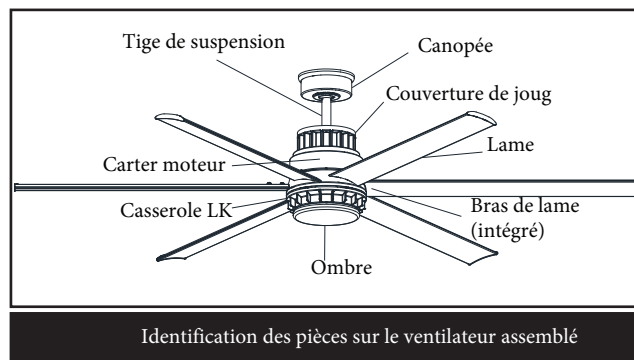 Tige de suspension
Canopée
Couverture de joug
Lame
Carter moteur
Casserole LK
Bras de lame
(intégré)
Ombre
Identification des pièces sur le ventilateur assemblé